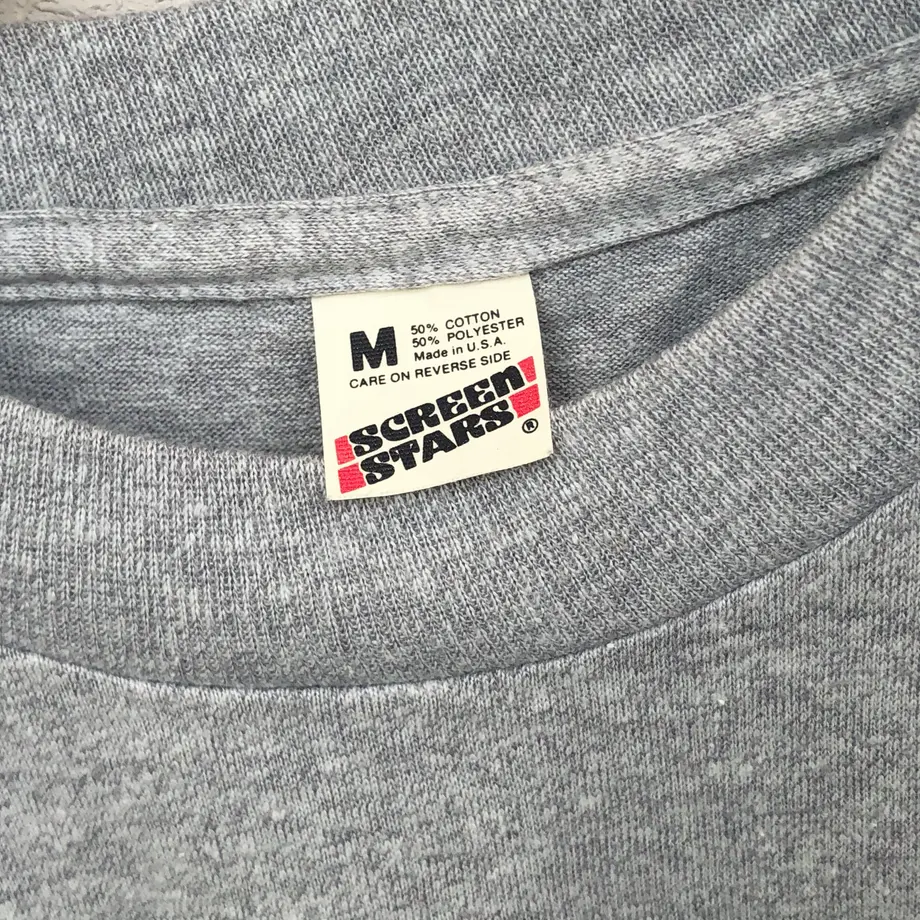 M
50% COTTON
50% POLYESTER
Made in U.S.A.
CARE ON REVERSE SIDE
SCREEN
STARS®